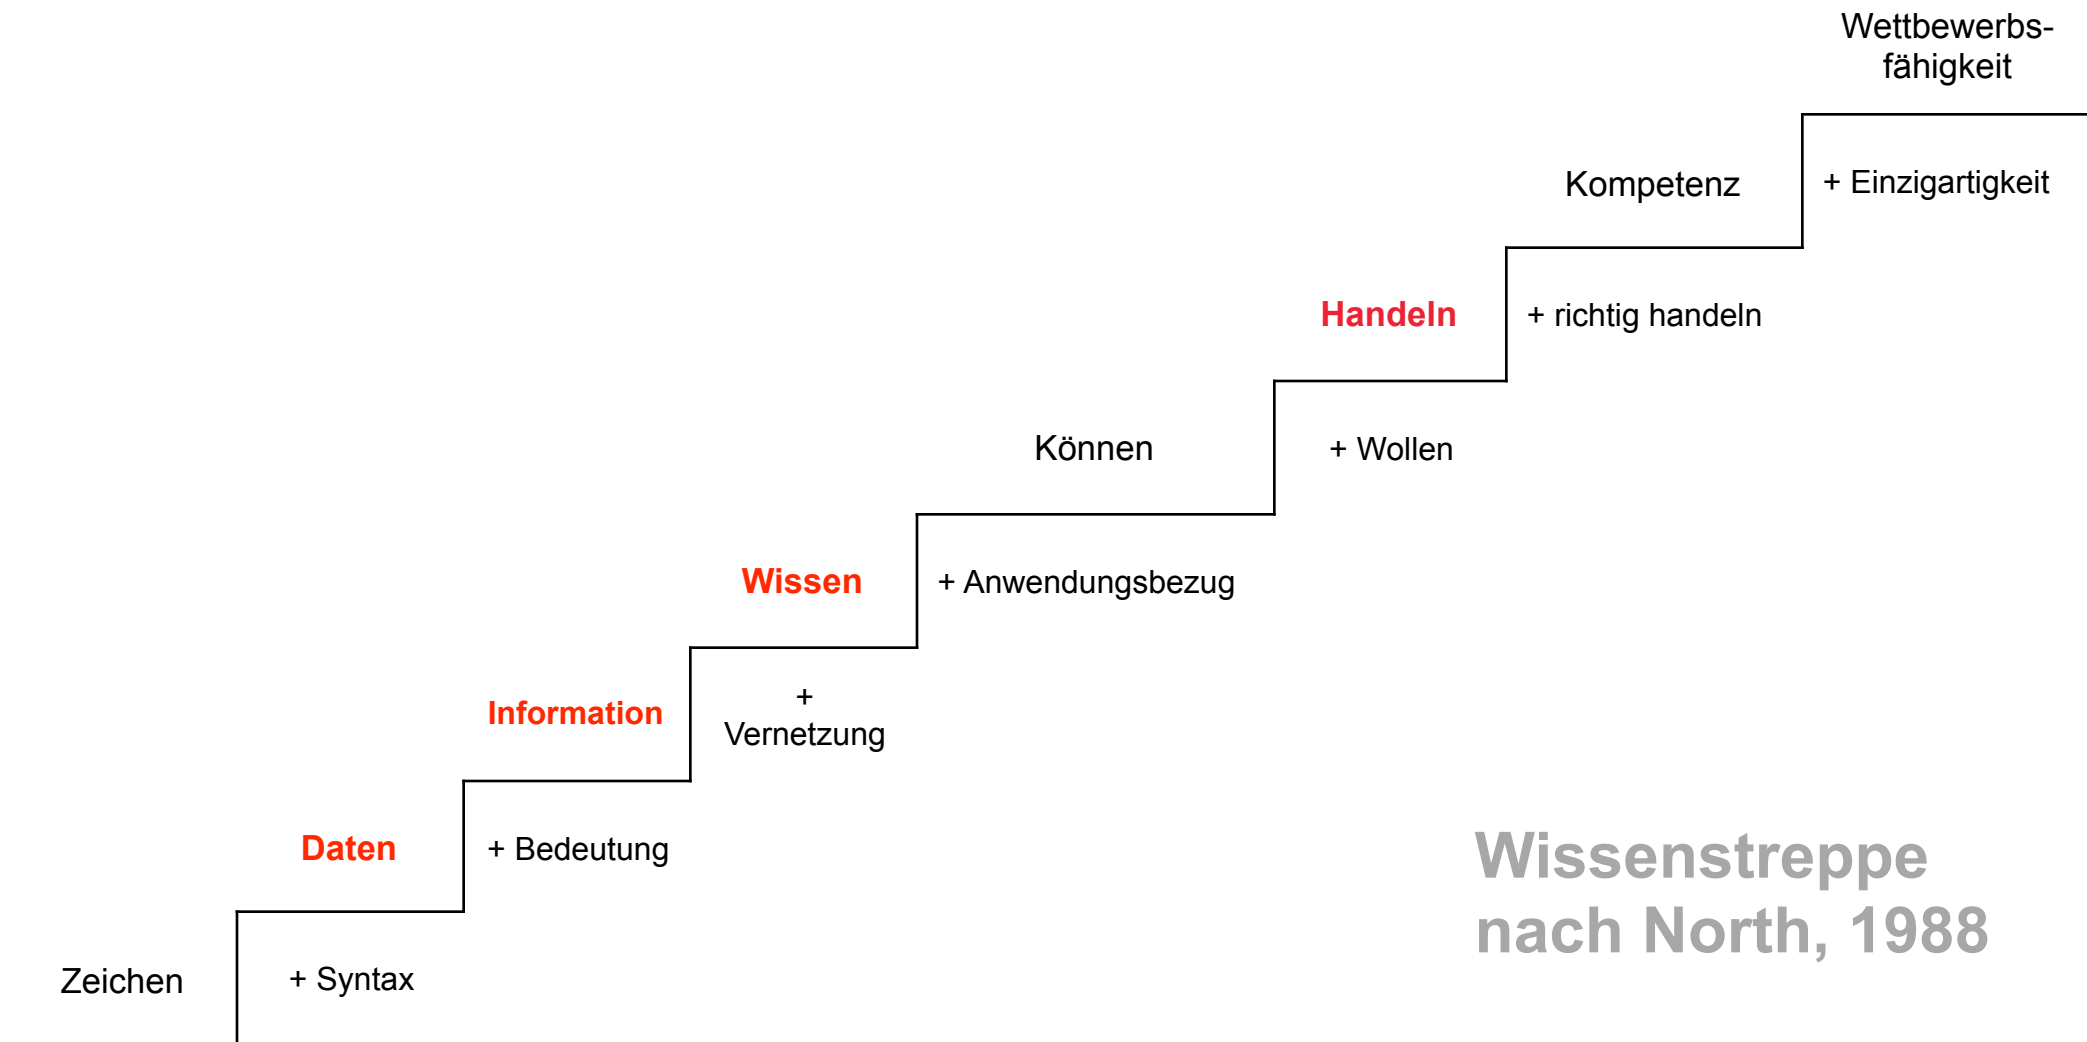 Wettbewerbs-
fähigkeit
Kompetenz
+ Einzigartigkeit
Handeln
+ richtig handeln
Können
+ Wollen
Wissen
+ Anwendungsbezug
Information
+
Vernetzung
Daten
+ Bedeutung
Wissenstreppe
nach North, 1988
Zeichen
+ Syntax